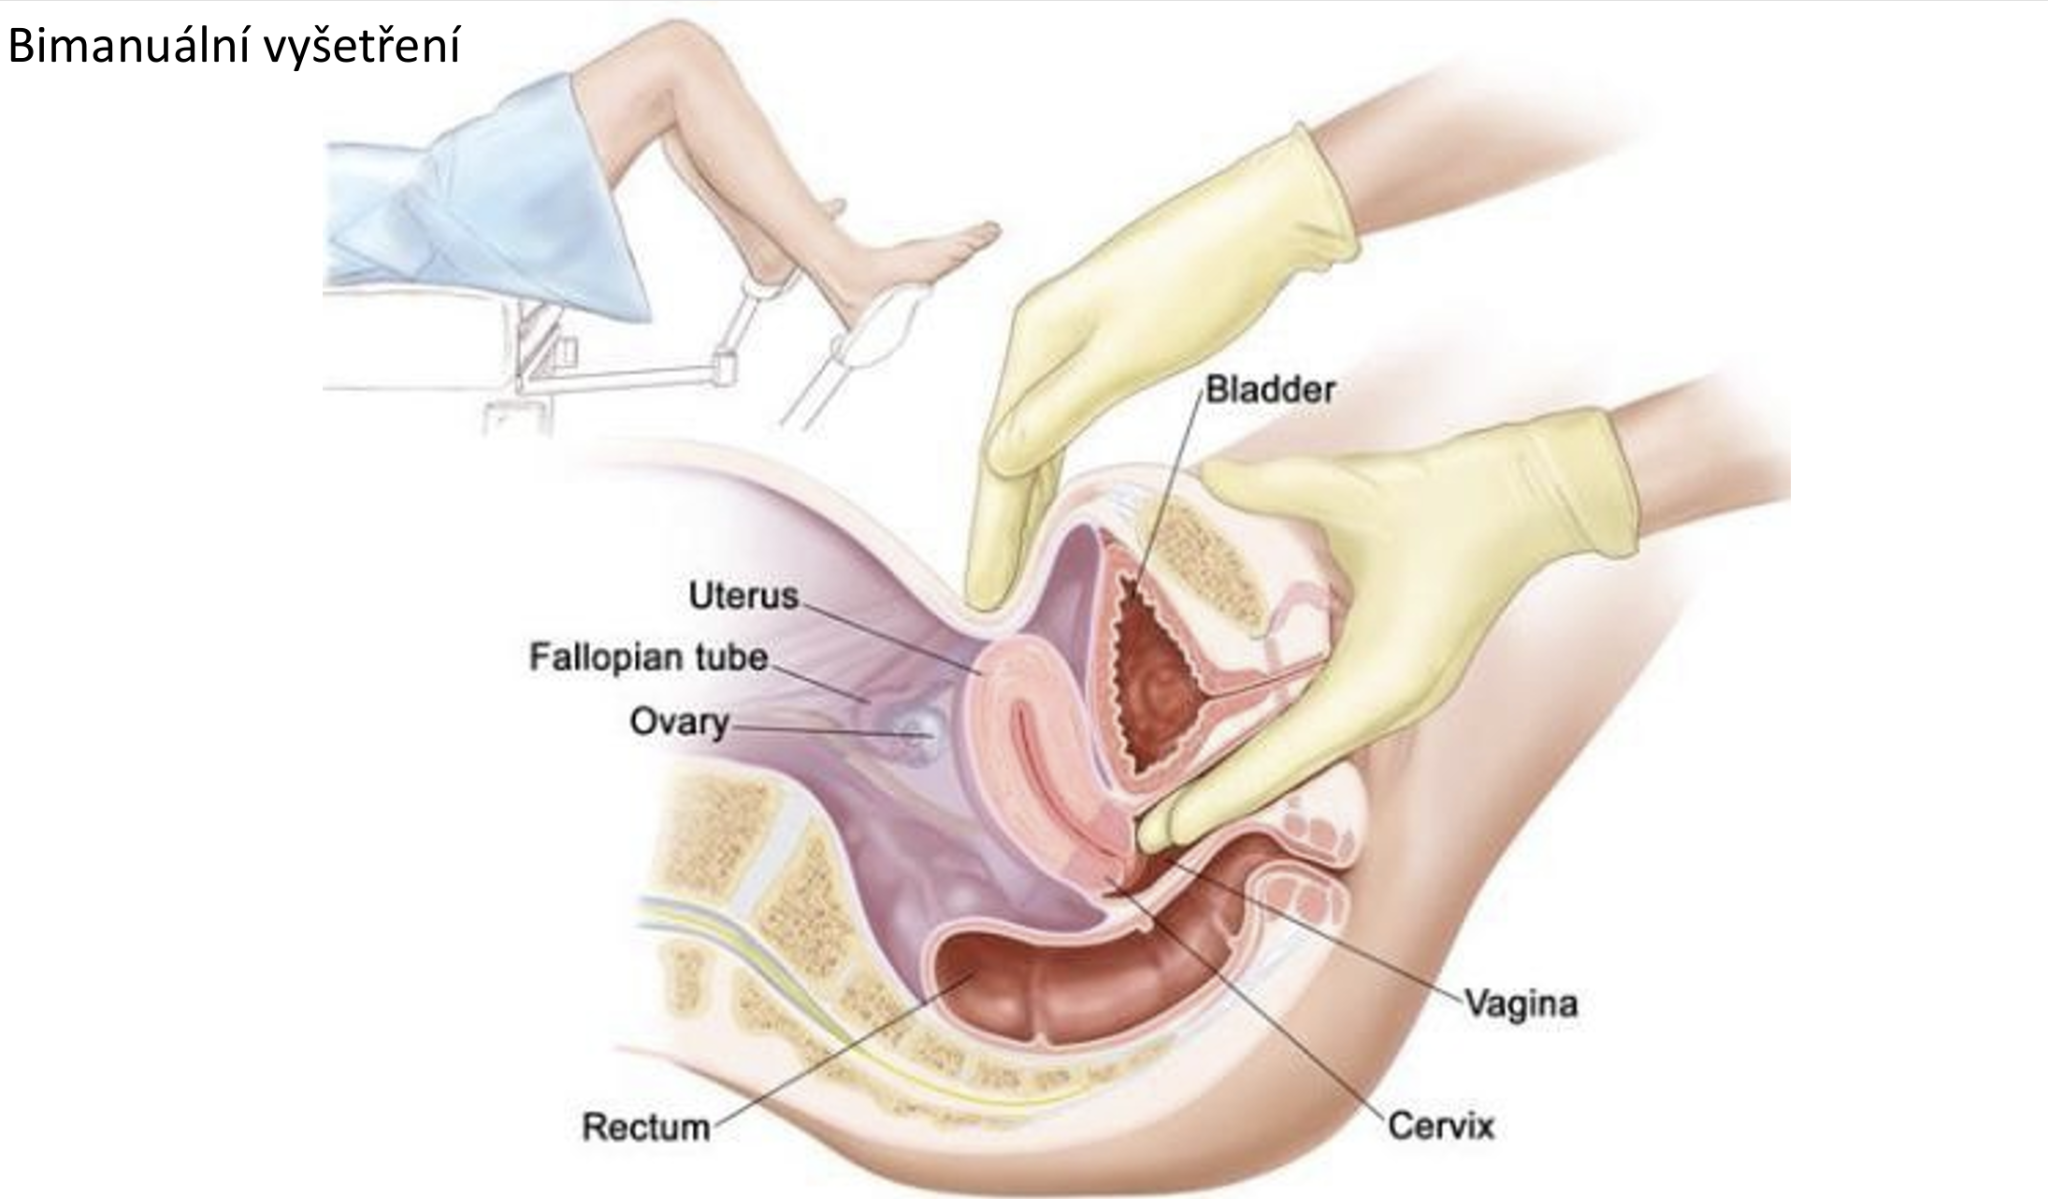 Bimanuální vyšetření
Bladder
Uterus
Fallopian tube
Ovary
Vagina
Rectum
Cervix